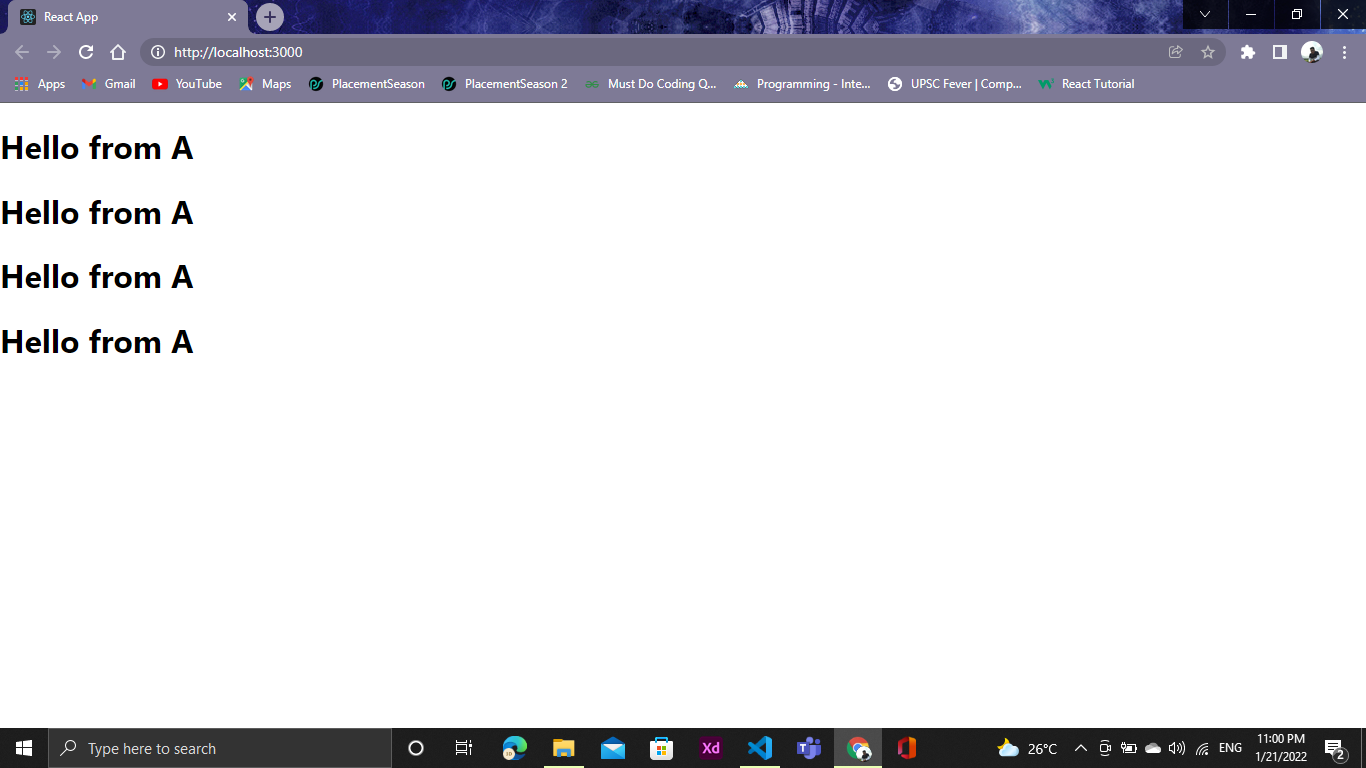 React App
http://localhost:3000
Apps Gmail YouTube Maps PlacementSeason PlacementSeason 2 Must Do Coding Q... Programming - Inte... UPSC Fever | Comp... React Tutorial
Hello from A
Hello from A
Hello from A
Hello from A
Type here to search
Xd
26°C
ENG
11:00 PM
1/21/2022
2